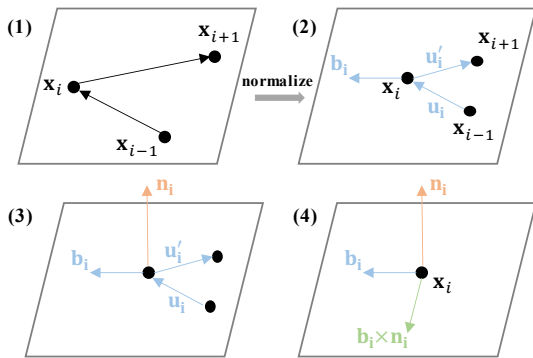 (1)
x_{i+1}
x_i
x_{i−1}
normalize
(2)
x_{i+1}
u_i′
b_i
x_i
u_i
x_{i−1}
(3)
n_i
u_i′
b_i
u_i
(4)
n_i
b_i
x_i
b_i×n_i